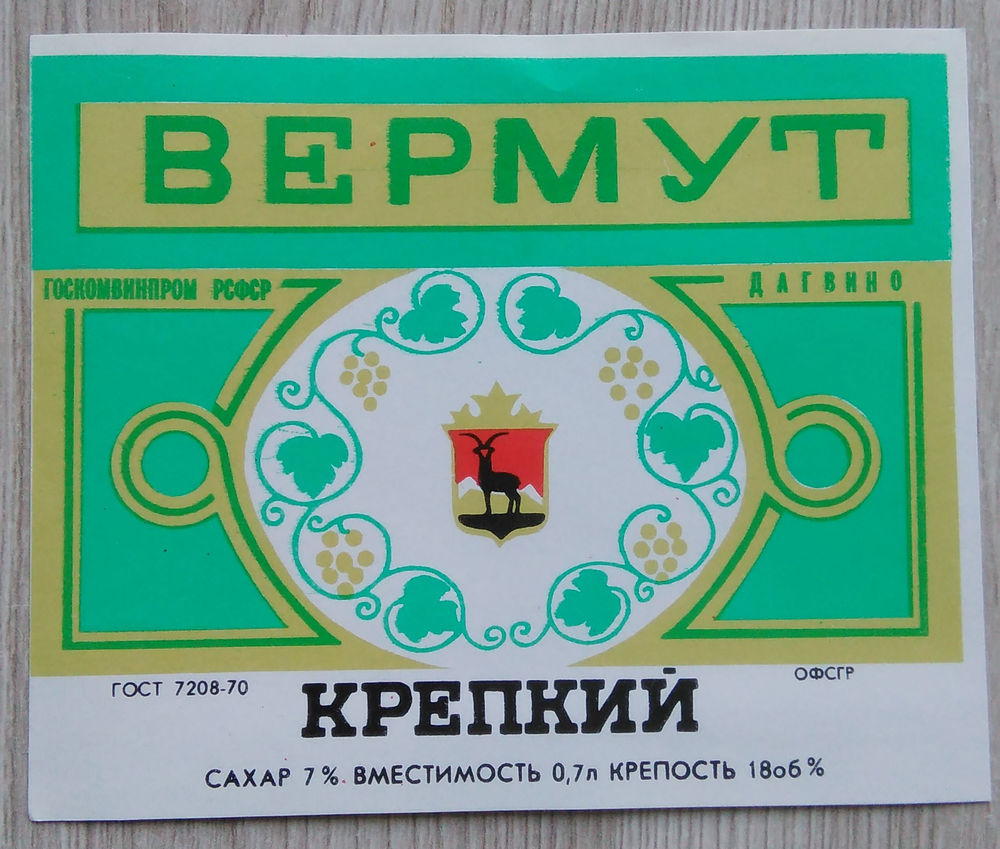 ВЕРМУТ
ГОСКОМВИНПРОМ РСФСР
ДАГВИНО
ГОСТ 7208-70
ОФСГР
КРЕПКИЙ
САХАР 7%. ВМЕСТИМОСТЬ 0,7л КРЕПОСТЬ 18об%